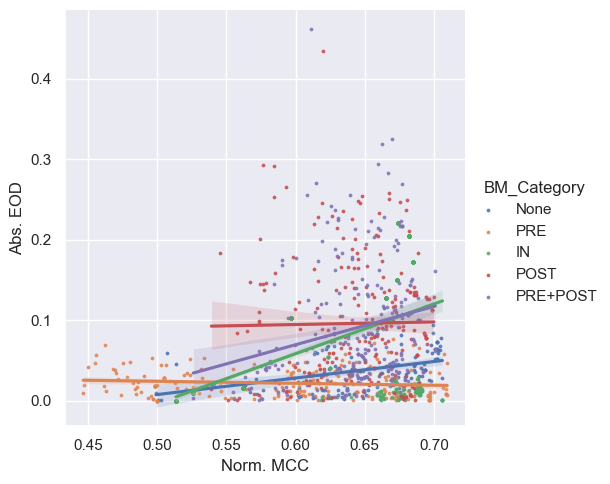 0.4
0.3
0.2
0.1
0.0
Abs. EOD
0.45 0.50 0.55 0.60 0.65 0.70
Norm. MCC
BM_Category
None
PRE
IN
POST
PRE+POST